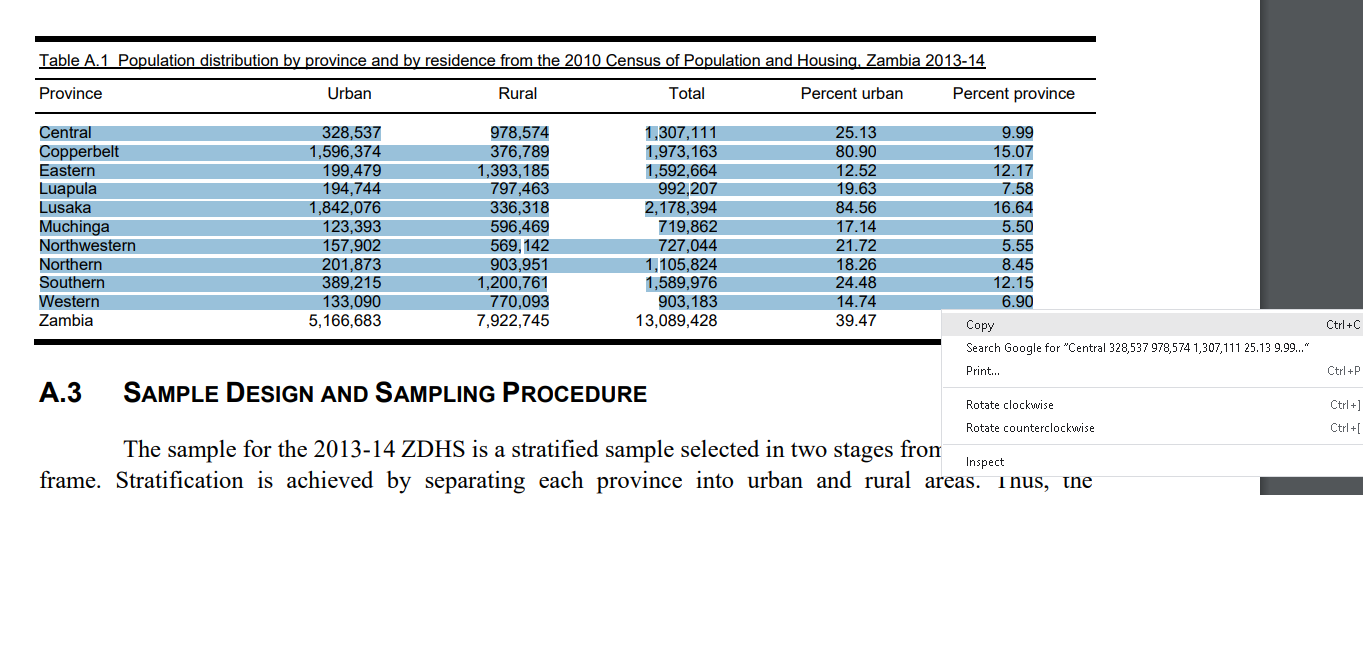 Table A.1 Population distribution by province and by residence from the 2010 Census of Population and Housing, Zambia 2013-14
Province Urban Rural Total Percent urban Percent province
Central 328,537 978,574 1,307,111 25.13 9.99
Copperbelt 1,596,374 376,789 1,973,163 80.90 15.07
Eastern 199,479 1,393,185 1,592,664 12.52 12.17
Luapula 194,744 797,463 992,207 19.63 7.58
Lusaka 1,842,076 336,318 2,178,394 84.56 16.64
Muchinga 123,393 596,469 719,862 17.14 5.50
Northwestern 157,902 569,142 727,044 21.72 5.55
Northern 201,873 903,951 1,105,824 18.26 8.45
Southern 389,215 1,200,761 1,589,976 24.48 12.15
Western 133,090 770,093 903,183 14.74 6.90
Zambia 5,166,683 7,922,745 13,089,428 39.47
Copy Ctrl+C
Search Google for “Central 328,537 978,574 1,307,111 25.13 9.99...“
Print... Ctrl+P
Rotate clockwise Ctrl+]
Rotate counterclockwise Ctrl+[
Inspect
A.3 SAMPLE DESIGN AND SAMPLING PROCEDURE
The sample for the 2013-14 ZDHS is a stratified sample selected in two stages from
frame. Stratification is achieved by separating each province into urban and rural areas. Thus, the